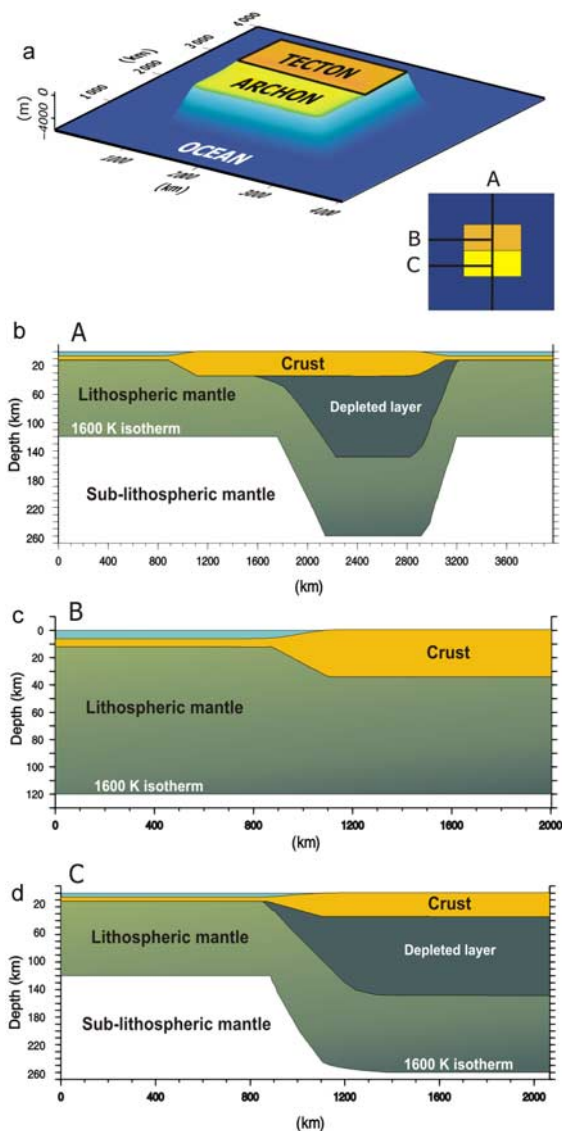 a
(km)
4000
3000
2000
1000
(m)
0
-4000
TECTON
ARCHON
OCEAN
1000
2000
3000
4000
(km)
A
B
C
b
A
Crust
Lithospheric mantle
Depleted layer
1600 K isotherm
Sub-lithospheric mantle
Depth (km)
20
60
100
140
180
220
260
0
400
800
1200
1600
2000
2400
2800
3200
3600
(km)
c
B
Crust
Lithospheric mantle
1600 K isotherm
Depth (km)
0
20
40
60
80
100
120
0
400
800
1200
1600
2000
(km)
d
C
Crust
Lithospheric mantle
Depleted layer
Sub-lithospheric mantle
1600 K isotherm
Depth (km)
20
60
100
140
180
220
260
0
400
800
1200
1600
2000
(km)